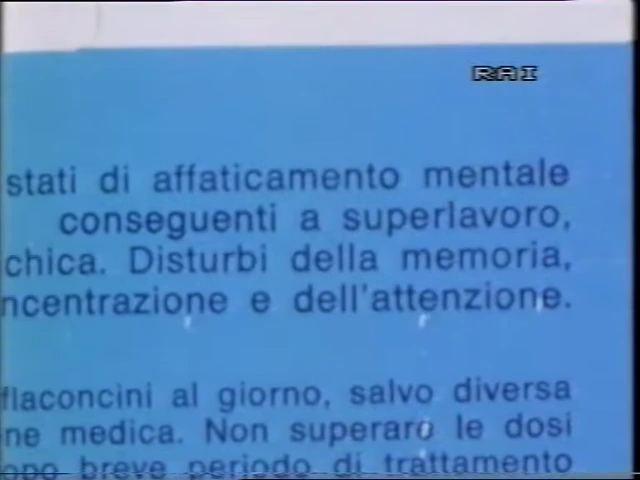 RAI
stati di affaticamento mentale
conseguenti a superlavoro,
chica. Disturbi della memoria,
ncentrazione e dell'attenzione.
flaconcini al giorno, salvo diversa
ne medica. Non superare le dosi
opo breve periodo di trattamento